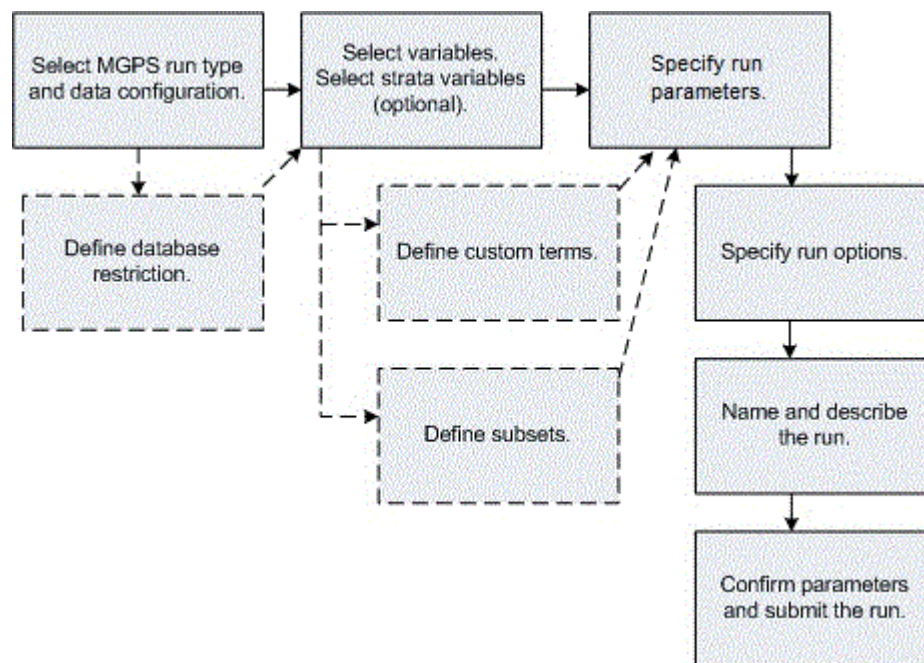 Select MGPS run type
and data configuration.
Select variables.
Select strata variables
(optional).
Specify run
parameters.
Define database
restriction.
Define custom terms.
Specify run options.
Define subsets.
Name and describe
the run.
Confirm parameters
and submit the run.